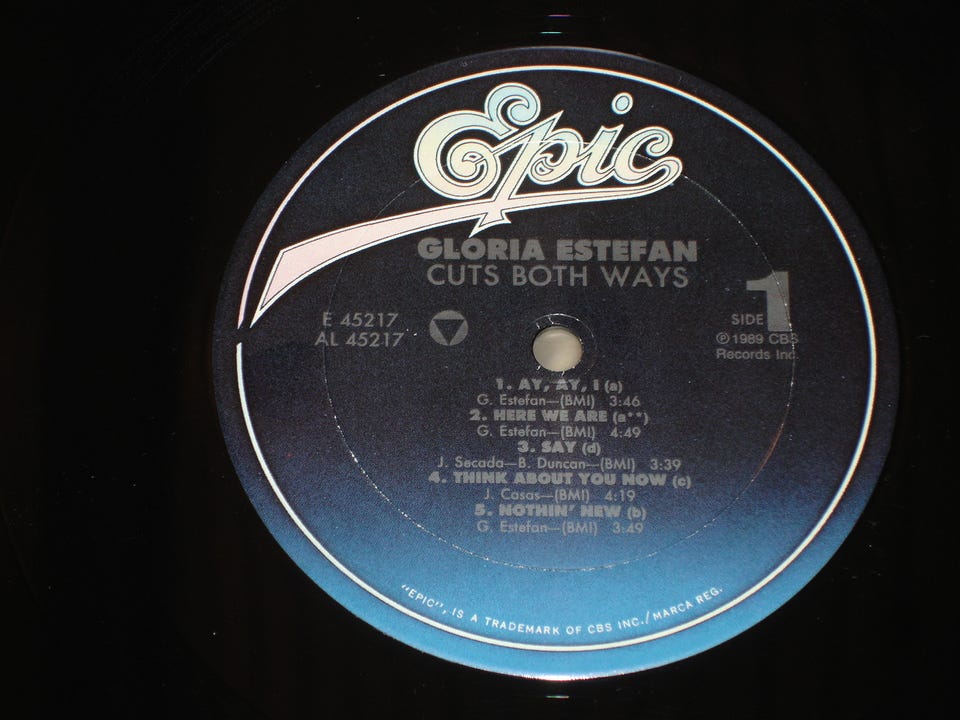 Epic
GLORIA ESTEFAN
CUTS BOTH WAYS
E 45217
AL 45217
SIDE 1
℗1989 CBS
Records Inc.
1. AY, AY, I (a)
G. Estefan—(BMI) 3:46
2. HERE WE ARE (a**)
G. Estefan—(BMI) 4:49
3. SAY (d)
J. Secada—B. Duncan—(BMI) 3:39
4. THINK ABOUT YOU NOW (c)
J. Casas—(BMI) 4:19
5. NOTHIN' NEW (b)
G. Estefan—(BMI) 3:49
"EPIC", IS A TRADEMARK OF CBS INC./MARCA REG.